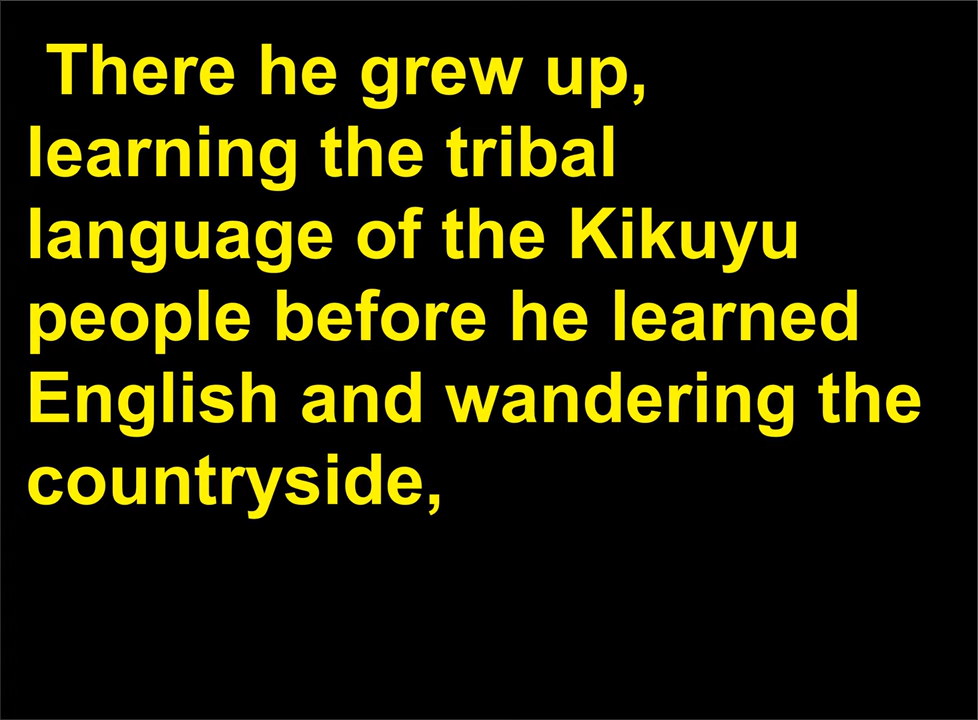 There he grew up,
learning the tribal
language of the Kikuyu
people before he learned
English and wandering the
countryside,